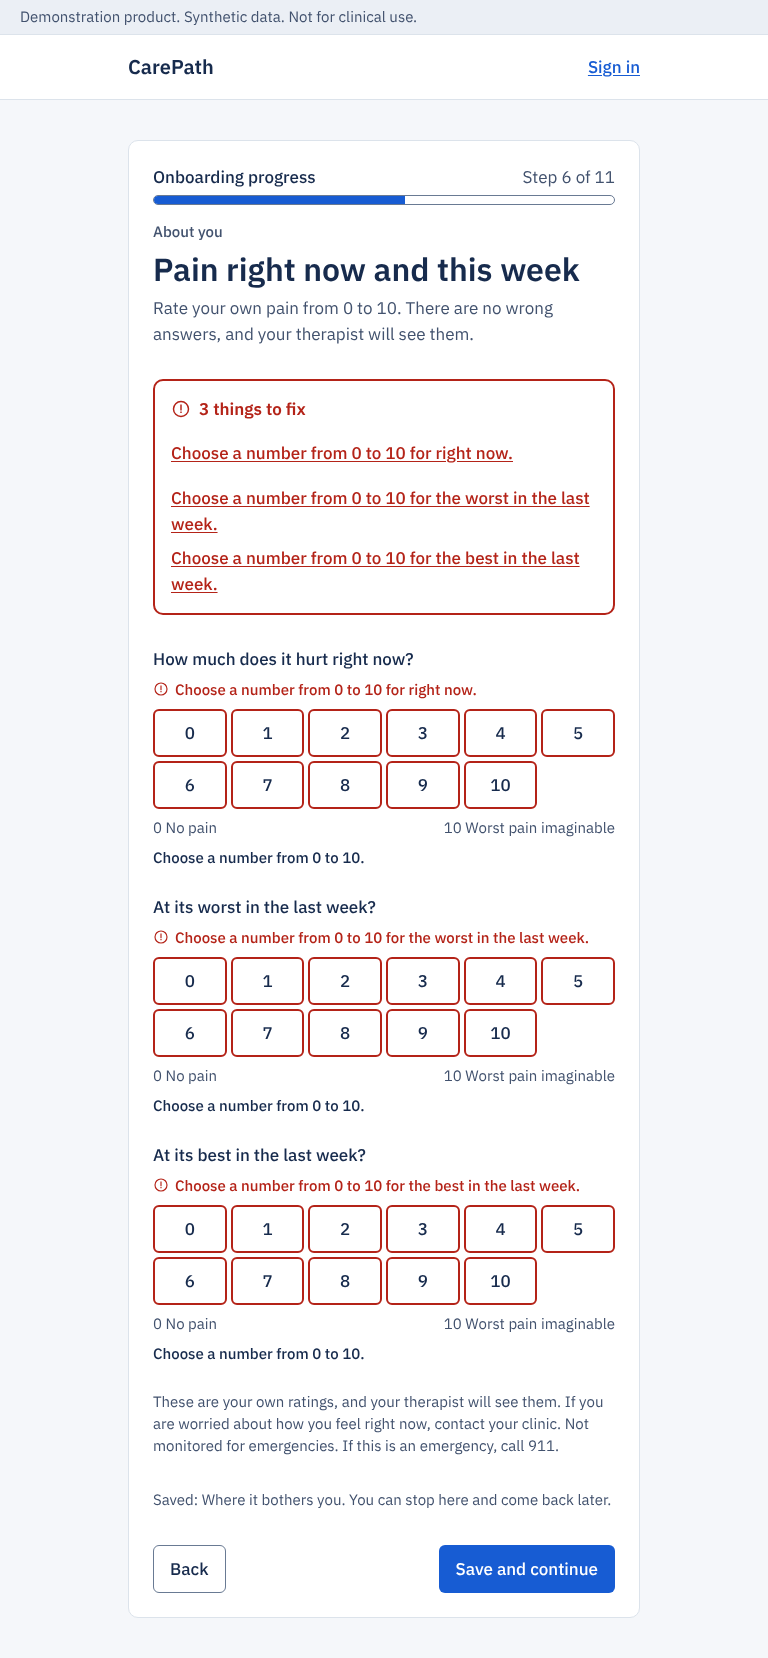 Demonstration product. Synthetic data. Not for clinical use.
CarePath
Sign in
Onboarding progress
Step 6 of 11
About you
Pain right now and this week
Rate your own pain from 0 to 10. There are no wrong
answers, and your therapist will see them.
3 things to fix
Choose a number from 0 to 10 for right now.
Choose a number from 0 to 10 for the worst in the last
week.
Choose a number from 0 to 10 for the best in the last
week.
How much does it hurt right now?
Choose a number from 0 to 10 for right now.
0 1 2 3 4 5
6 7 8 9 10
0 No pain
10 Worst pain imaginable
Choose a number from 0 to 10.
At its worst in the last week?
Choose a number from 0 to 10 for the worst in the last week.
0 1 2 3 4 5
6 7 8 9 10
0 No pain
10 Worst pain imaginable
Choose a number from 0 to 10.
At its best in the last week?
Choose a number from 0 to 10 for the best in the last week.
0 1 2 3 4 5
6 7 8 9 10
0 No pain
10 Worst pain imaginable
Choose a number from 0 to 10.
These are your own ratings, and your therapist will see them. If you
are worried about how you feel right now, contact your clinic. Not
monitored for emergencies. If this is an emergency, call 911.
Saved: Where it bothers you. You can stop here and come back later.
Back
Save and continue